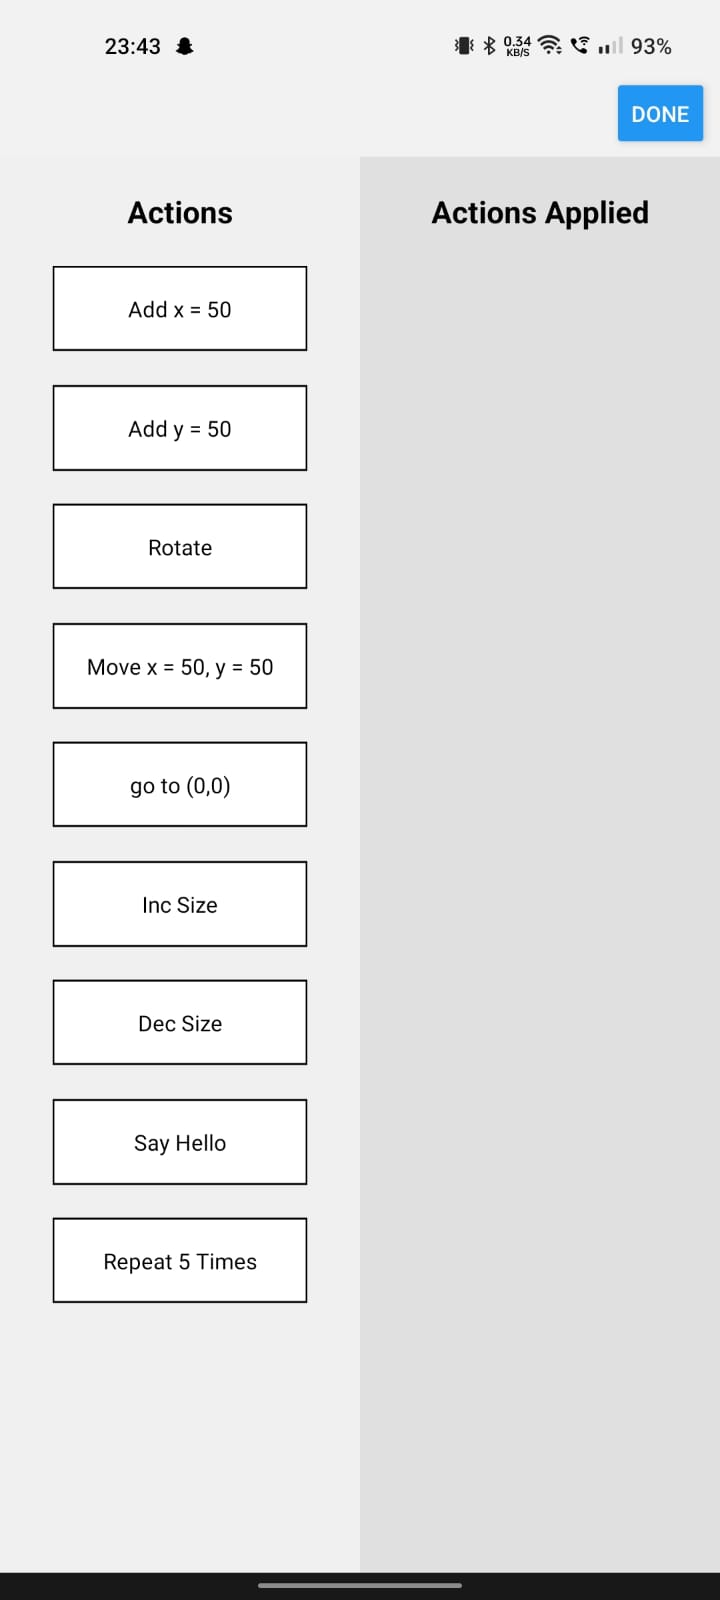 23:43 0.34 KB/S 93%
DONE
Actions
Actions Applied
Add x = 50
Add y = 50
Rotate
Move x = 50, y = 50
go to (0,0)
Inc Size
Dec Size
Say Hello
Repeat 5 Times